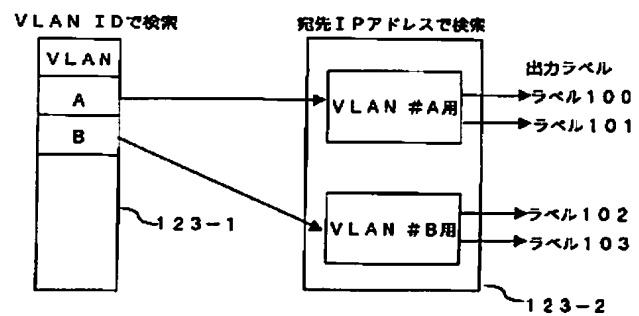 VLAN IDで検索
宛先IPアドレスで検索
VLAN
A
B
VLAN #A用
VLAN #B用
出力ラベル
ラベル100
ラベル101
ラベル102
ラベル103
123-1
123-2